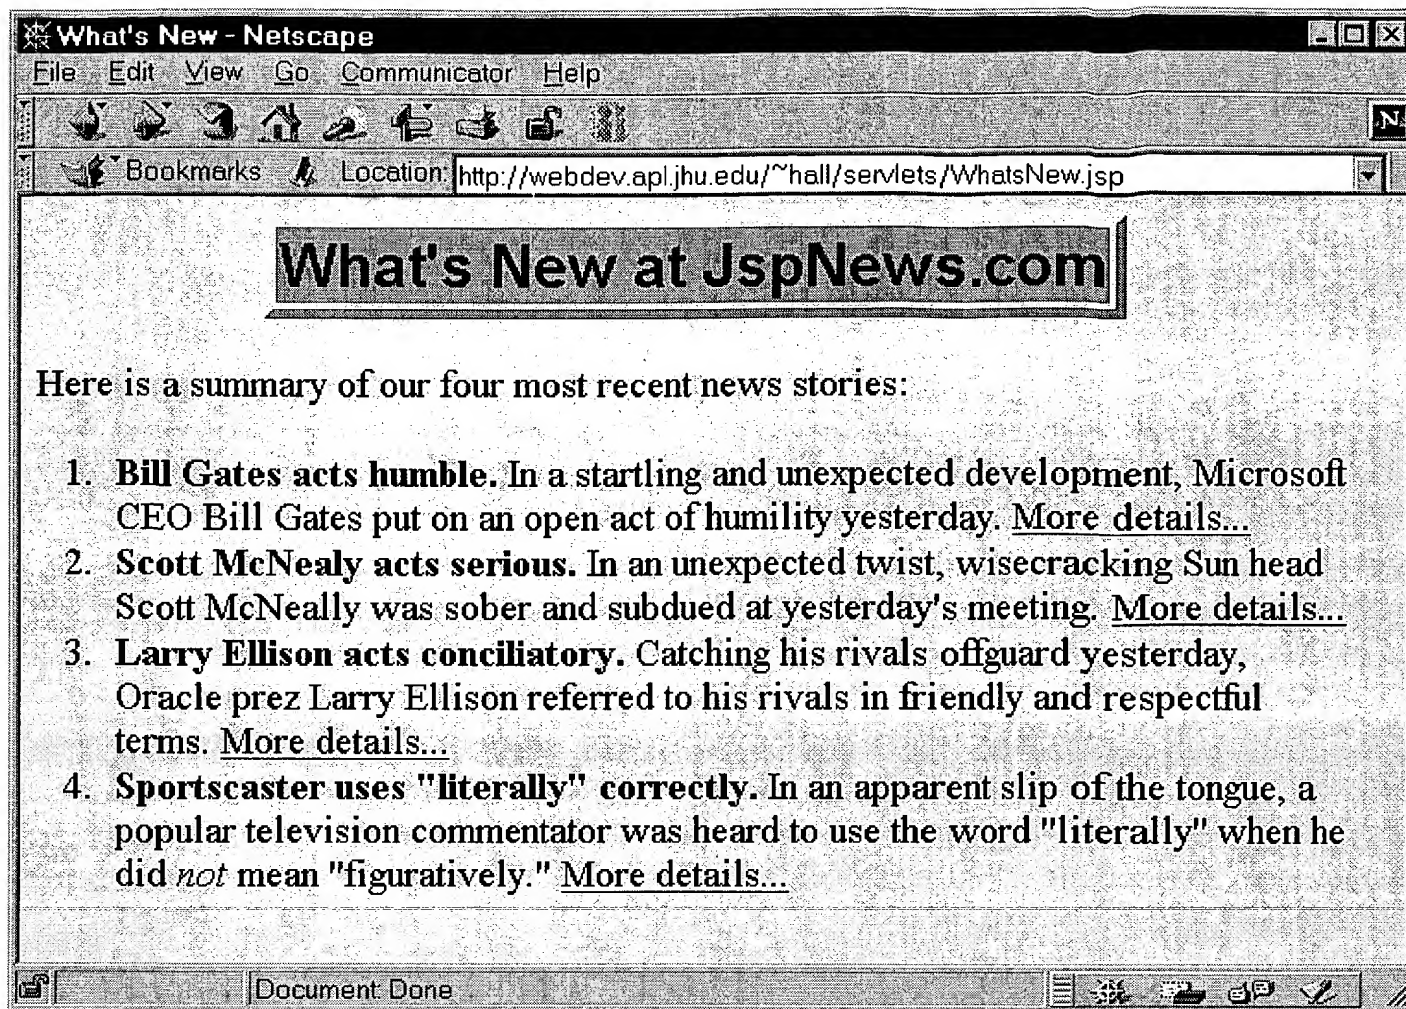 What's New - Netscape
File Edit View Go Communicator Help
N
Bookmarks Location: http://webdev.apl.jhu.edu/~hall/servlets/WhatsNew.jsp
What's New at JspNews.com
Here is a summary of our four most recent news stories:
1. Bill Gates acts humble. In a startling and unexpected development, Microsoft
CEO Bill Gates put on an open act of humility yesterday. More details...
2. Scott McNealy acts serious. In an unexpected twist, wisecracking Sun head
Scott McNeally was sober and subdued at yesterday's meeting. More details...
3. Larry Ellison acts conciliatory. Catching his rivals offguard yesterday,
Oracle prez Larry Ellison referred to his rivals in friendly and respectful
terms. More details...
4. Sportscaster uses "literally" correctly. In an apparent slip of the tongue, a
popular television commentator was heard to use the word "literally" when he
did not mean "figuratively." More details...
Document: Done